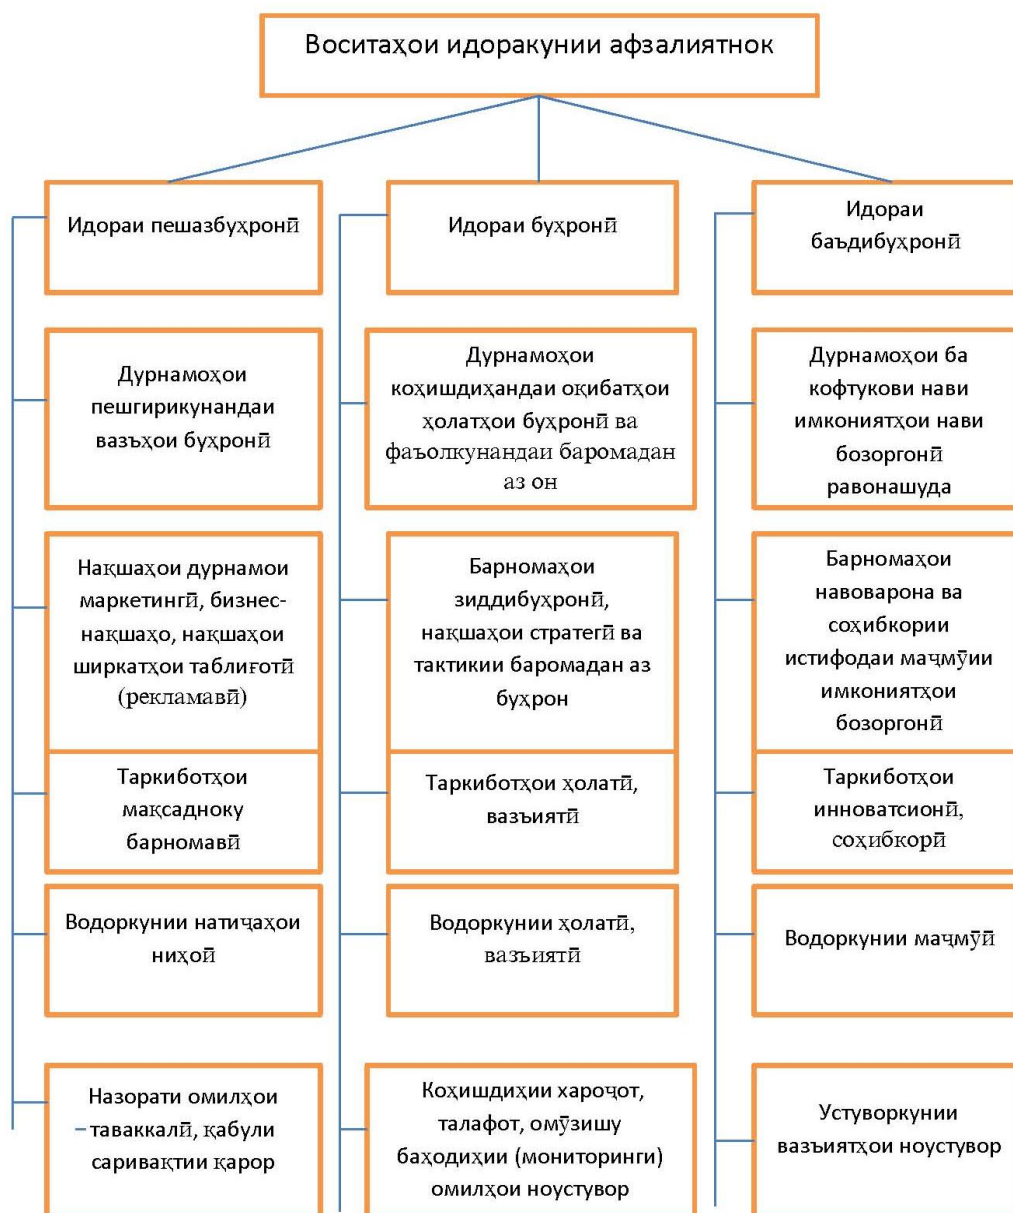 Воситаҳои идоракунии афзалиятнок
Идораи пешазбуҳронӣ
Идораи буҳронӣ
Идораи
баъдибуҳронӣ
Дурнамоҳои
пешгирикунандаи
вазъҳои буҳронӣ
Дурнамоҳои
коҳишдиҳандаи оқибатҳои
ҳолатҳои буҳронӣ ва
фаъолкунандаи баромадан
аз он
Дурнамоҳои ба
кофтукови нави
имкониятҳои нави
бозоргонӣ
равонашуда
Нақшаҳои дурнамои
маркетингӣ, бизнес-
нақшаҳо, нақшаҳои
ширкатҳои таблиғотӣ
(рекламавӣ)
Барномаҳои
зиддибуҳронӣ,
нақшаҳои стратегӣ ва
тактикии баромадан аз
буҳрон
Барномаҳои
навоварона ва
соҳибкории
истифодаи маҷмӯии
имкониятҳои
бозоргонӣ
Таркиботҳои
мақсадноку
барномавӣ
Таркиботҳои ҳолатӣ,
вазъиятӣ
Таркиботҳои
инноватсионӣ,
соҳибкорӣ
Водоркунии натиҷаҳои
ниҳоӣ
Водоркунии ҳолатӣ,
вазъиятӣ
Водоркунии маҷмӯӣ
Назорати омилҳои
таваккалӣ, қабули
саривақтии қарор
Коҳишдиҳии хароҷот,
талафот, омӯзишу
баҳодиҳии (мониторинги)
омилҳои ноустувор
Устуворкунии
вазъиятҳои ноустувор